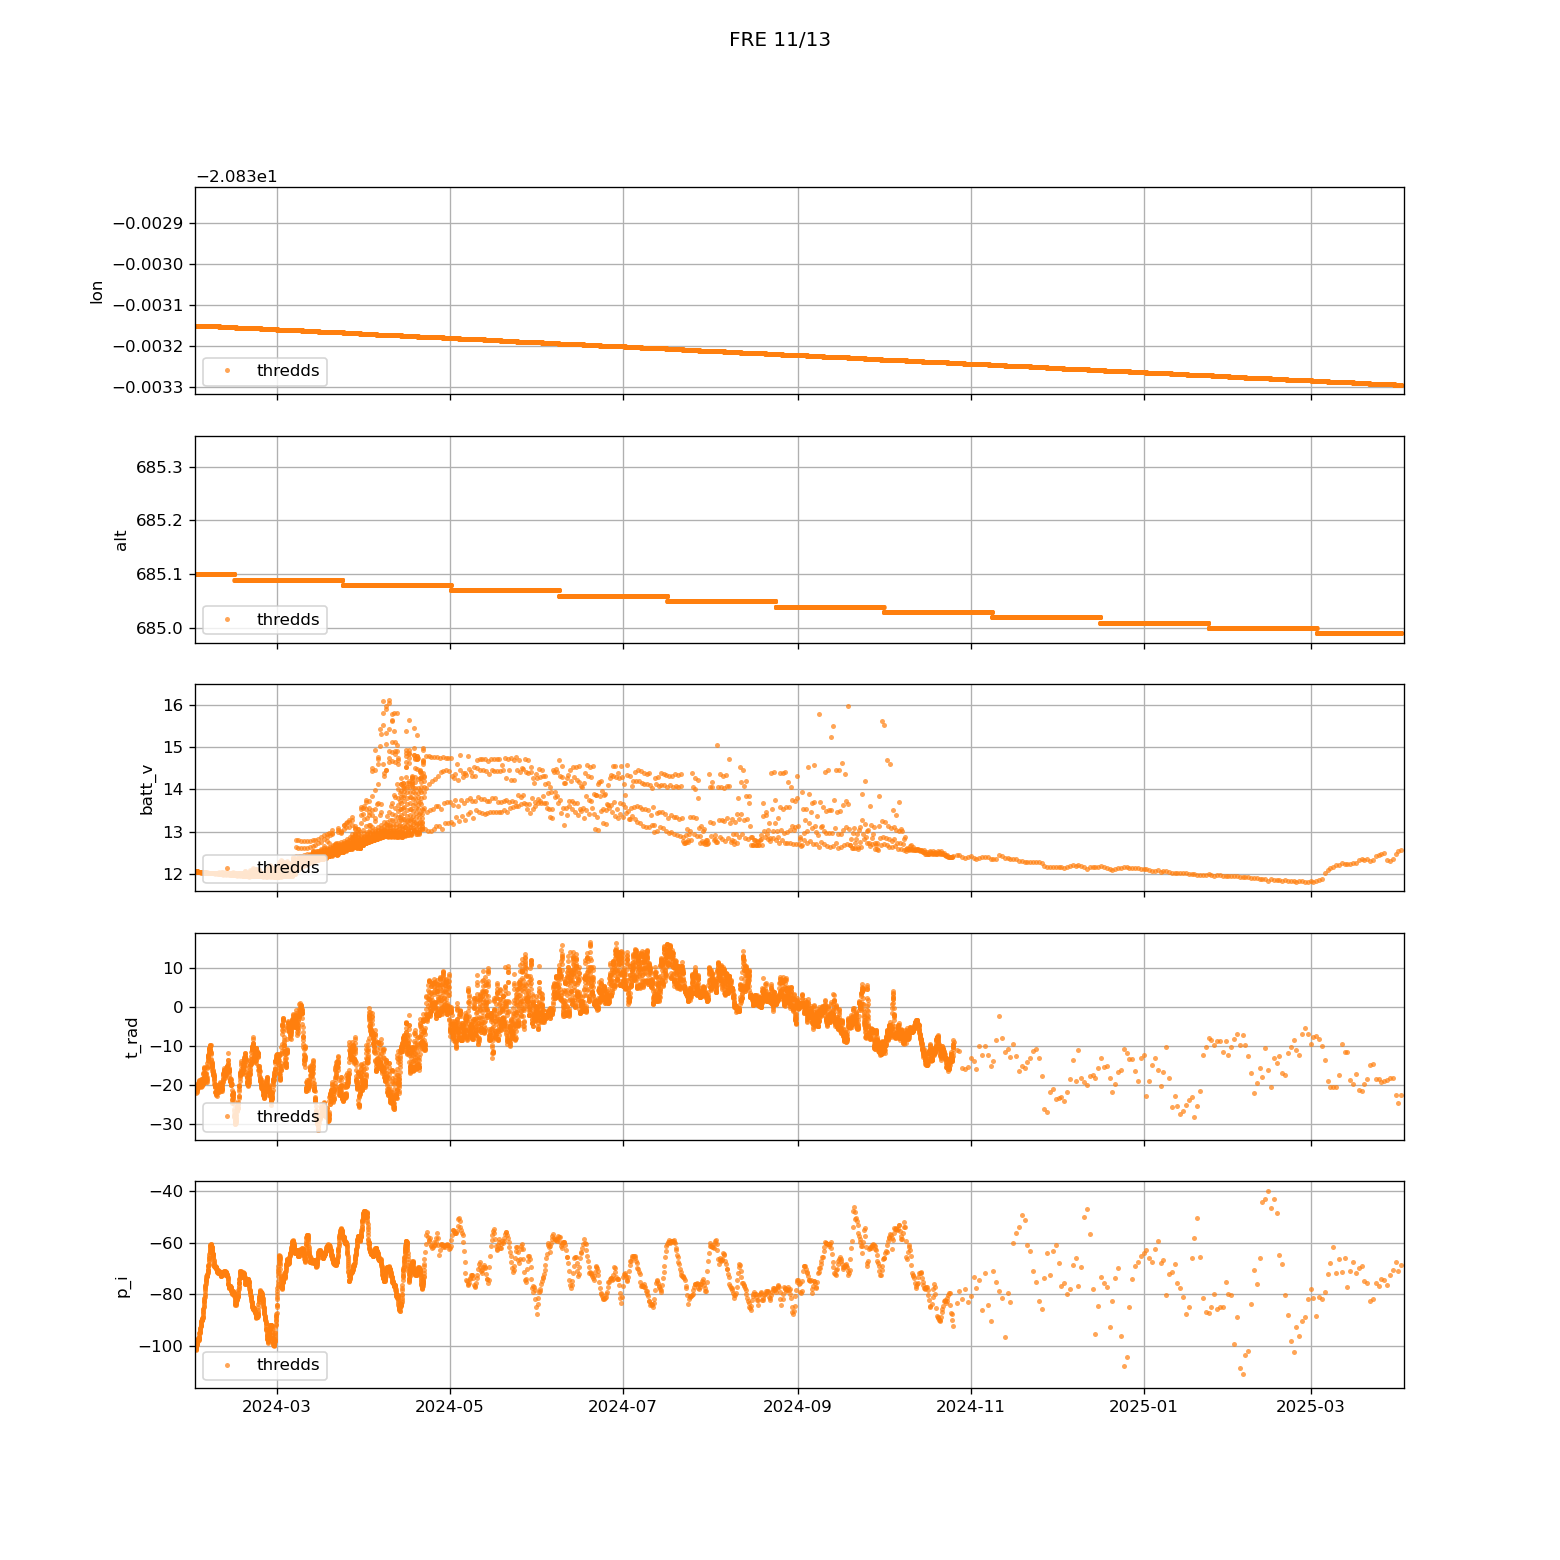 FRE 11/13
−2.083e1
−0.0029
−0.0030
−0.0031
−0.0032
−0.0033
lon
thredds
685.3
685.2
685.1
685.0
alt
thredds
16
15
14
13
12
batt_v
thredds
10
0
−10
−20
−30
t_rad
thredds
−40
−60
−80
−100
p_i
thredds
2024-03 2024-05 2024-07 2024-09 2024-11 2025-01 2025-03